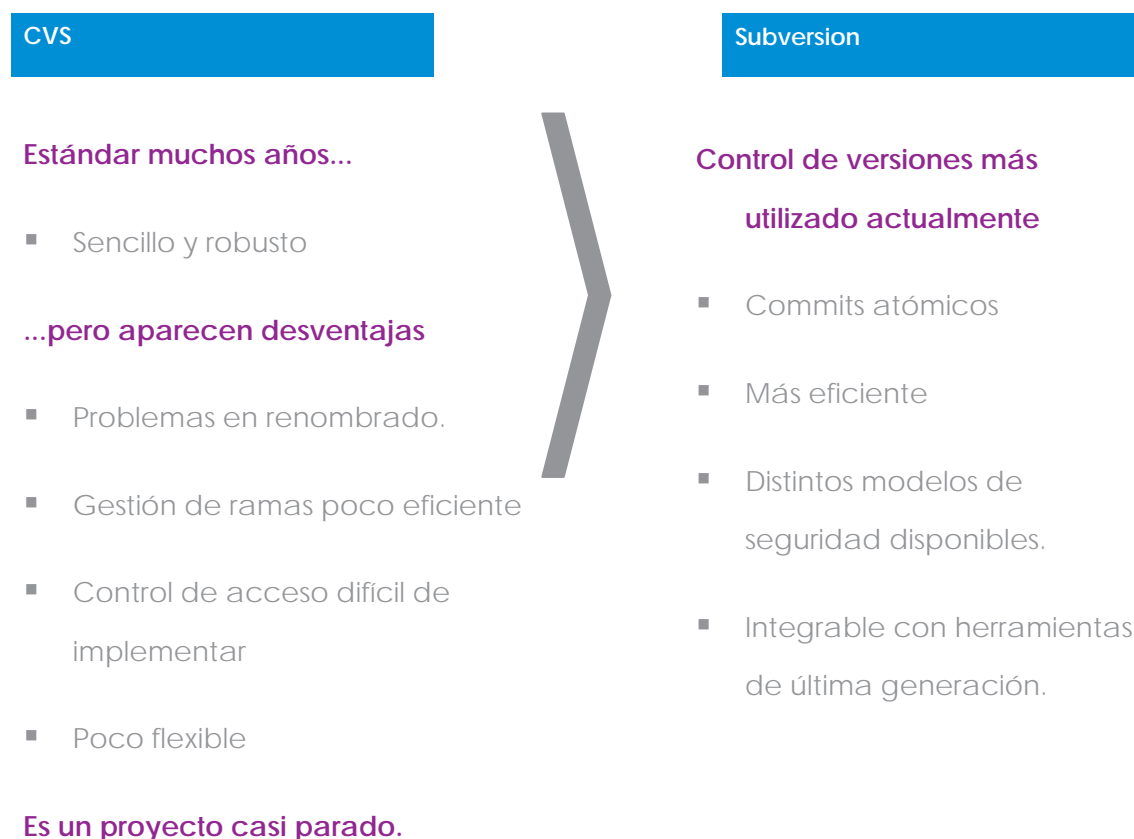 CVS
Estándar muchos años...
▪ Sencillo y robusto
...pero aparecen desventajas
▪ Problemas en renombrado.
▪ Gestión de ramas poco eficiente
▪ Control de acceso difícil de
implementar
▪ Poco flexible
Es un proyecto casi parado.
Subversion
Control de versiones más
utilizado actualmente
▪ Commits atómicos
▪ Más eficiente
▪ Distintos modelos de
seguridad disponibles.
▪ Integrable con herramientas
de última generación.